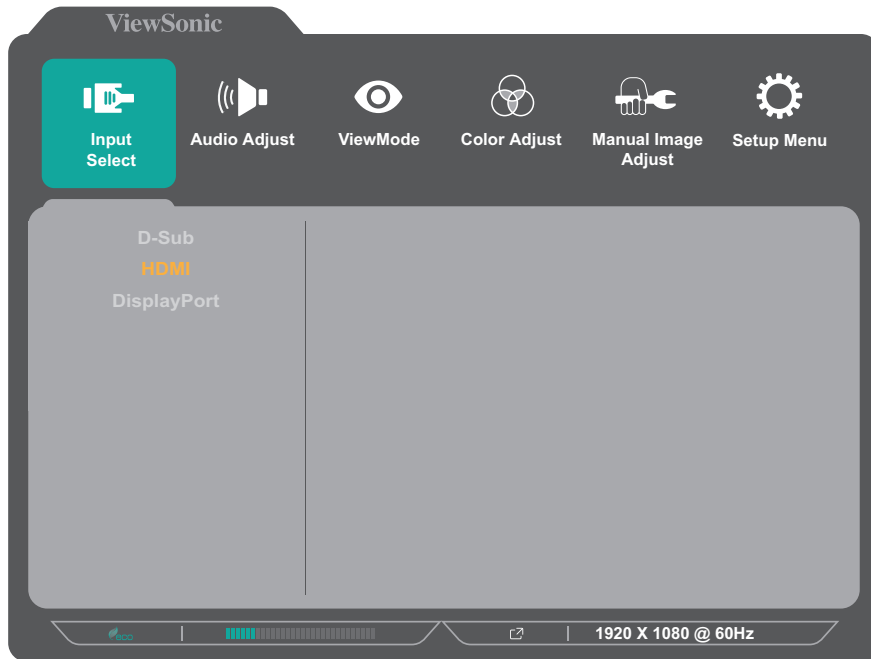 ViewSonic
Input
Select
Audio Adjust
ViewMode
Color Adjust
Manual Image
Adjust
Setup Menu
D-Sub
HDMI
DisplayPort
eco
1920 X 1080 @ 60Hz